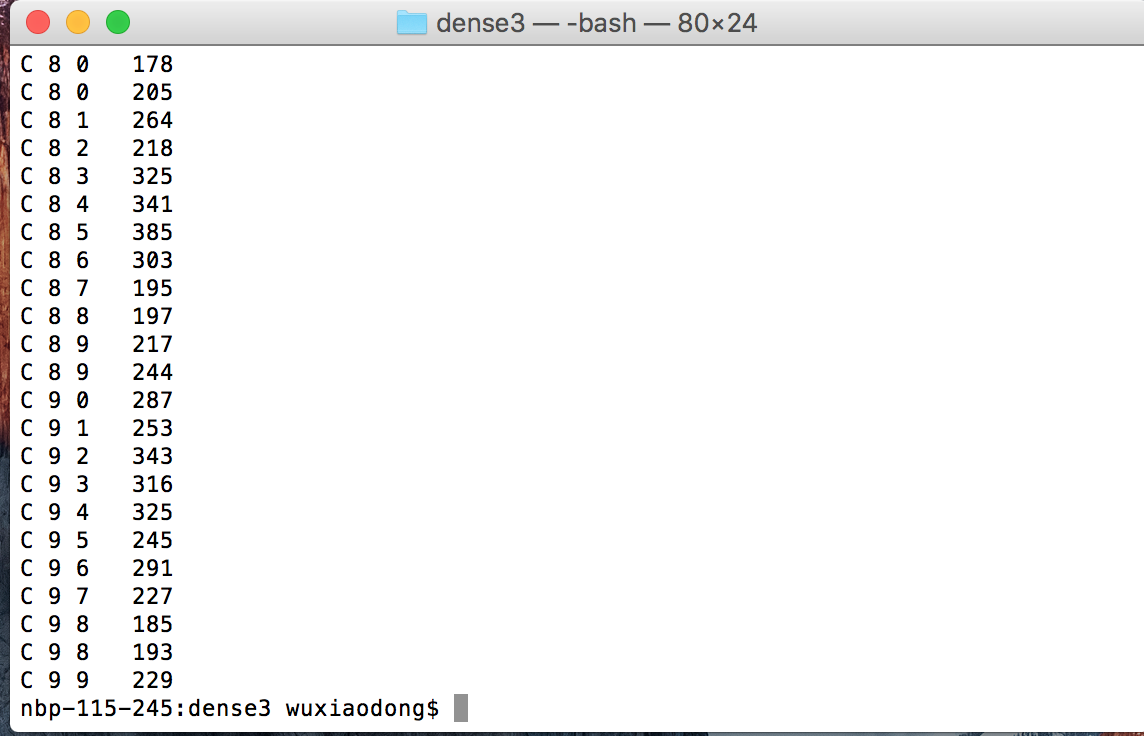 dense3 — -bash — 80×24
C 8 0   178
C 8 0   205
C 8 1   264
C 8 2   218
C 8 3   325
C 8 4   341
C 8 5   385
C 8 6   303
C 8 7   195
C 8 8   197
C 8 9   217
C 8 9   244
C 9 0   287
C 9 1   253
C 9 2   343
C 9 3   316
C 9 4   325
C 9 5   245
C 9 6   291
C 9 7   227
C 9 8   185
C 9 8   193
C 9 9   229
nbp-115-245:dense3 wuxiaodong$